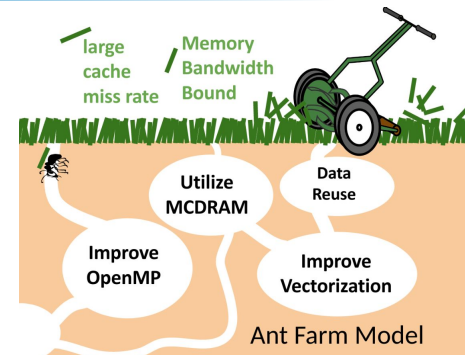 large
cache
miss rate
Memory
Bandwidth
Bound
Utilize
MCDRAM
Data
Reuse
Improve
OpenMP
Improve
Vectorization
Ant Farm Model